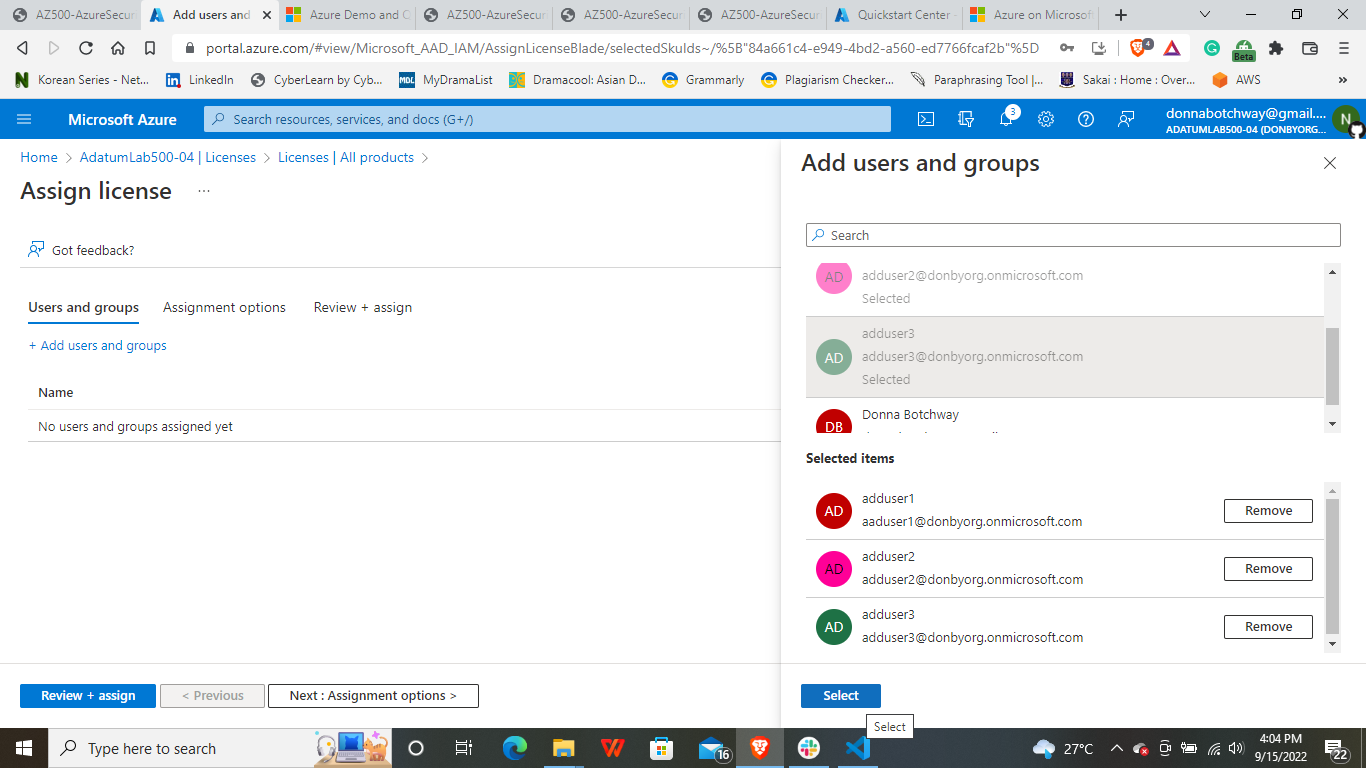 AZ500-AzureSecur
Add users and
Azure Demo and C
AZ500-AzureSecur
AZ500-AzureSecur
AZ500-AzureSecur
Quickstart Center -
Azure on Microsof
portal.azure.com/#view/Microsoft_AAD_IAM/AssignLicenseBlade/selectedSkuIds~/%5B"84a661c4-e949-4bd2-a560-ed7766fcaf2b"%5D
4
Beta
Korean Series - Net...
LinkedIn
CyberLearn by Cyb...
MDL
MyDramaList
Dramacool: Asian D...
Grammarly
Plagiarism Checker...
Paraphrasing Tool |...
Sakai : Home : Over...
AWS
Microsoft Azure
Search resources, services, and docs (G+/)
3
donnabotchway@gmail....
ADATUMLAB500-04 (DONBYORG....
N
Home > AdatumLab500-04 | Licenses > Licenses | All products >
Assign license ...
Got feedback?
Users and groups
Assignment options
Review + assign
+ Add users and groups
Name
No users and groups assigned yet
Review + assign
< Previous
Next : Assignment options >
Add users and groups
Search
AD
adduser2@donbyorg.onmicrosoft.com
Selected
AD
adduser3
adduser3@donbyorg.onmicrosoft.com
Selected
DB
Donna Botchway
Selected items
AD
adduser1
aaduser1@donbyorg.onmicrosoft.com
Remove
AD
adduser2
adduser2@donbyorg.onmicrosoft.com
Remove
AD
adduser3
adduser3@donbyorg.onmicrosoft.com
Remove
Select
Select
Type here to search
16
27°C
4:04 PM
9/15/2022
22